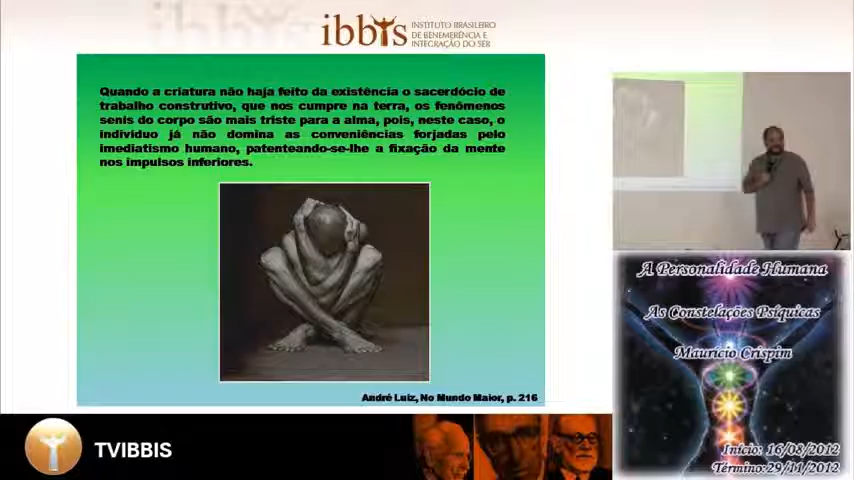 ibbis
INSTITUTO BRASILEIRO
DE BENEMERÊNCIA E
INTEGRAÇÃO DO SER
Quando a criatura não haja feito da existência o sacerdócio de
trabalho construtivo, que nos cumpre na terra, os fenômenos
senis do corpo são mais triste para a alma, pois, neste caso, o
indivíduo já não domina as conveniências forjadas pelo
imediatismo humano, patenteando-se-lhe a fixação da mente
nos impulsos inferiores.
André Luiz, No Mundo Maior, p. 216
A Personalidade Humana
As Constelações Psíquicas
Maurício Crispim
Início: 16/08/2012
Término:29/11/2012
TVIBBIS